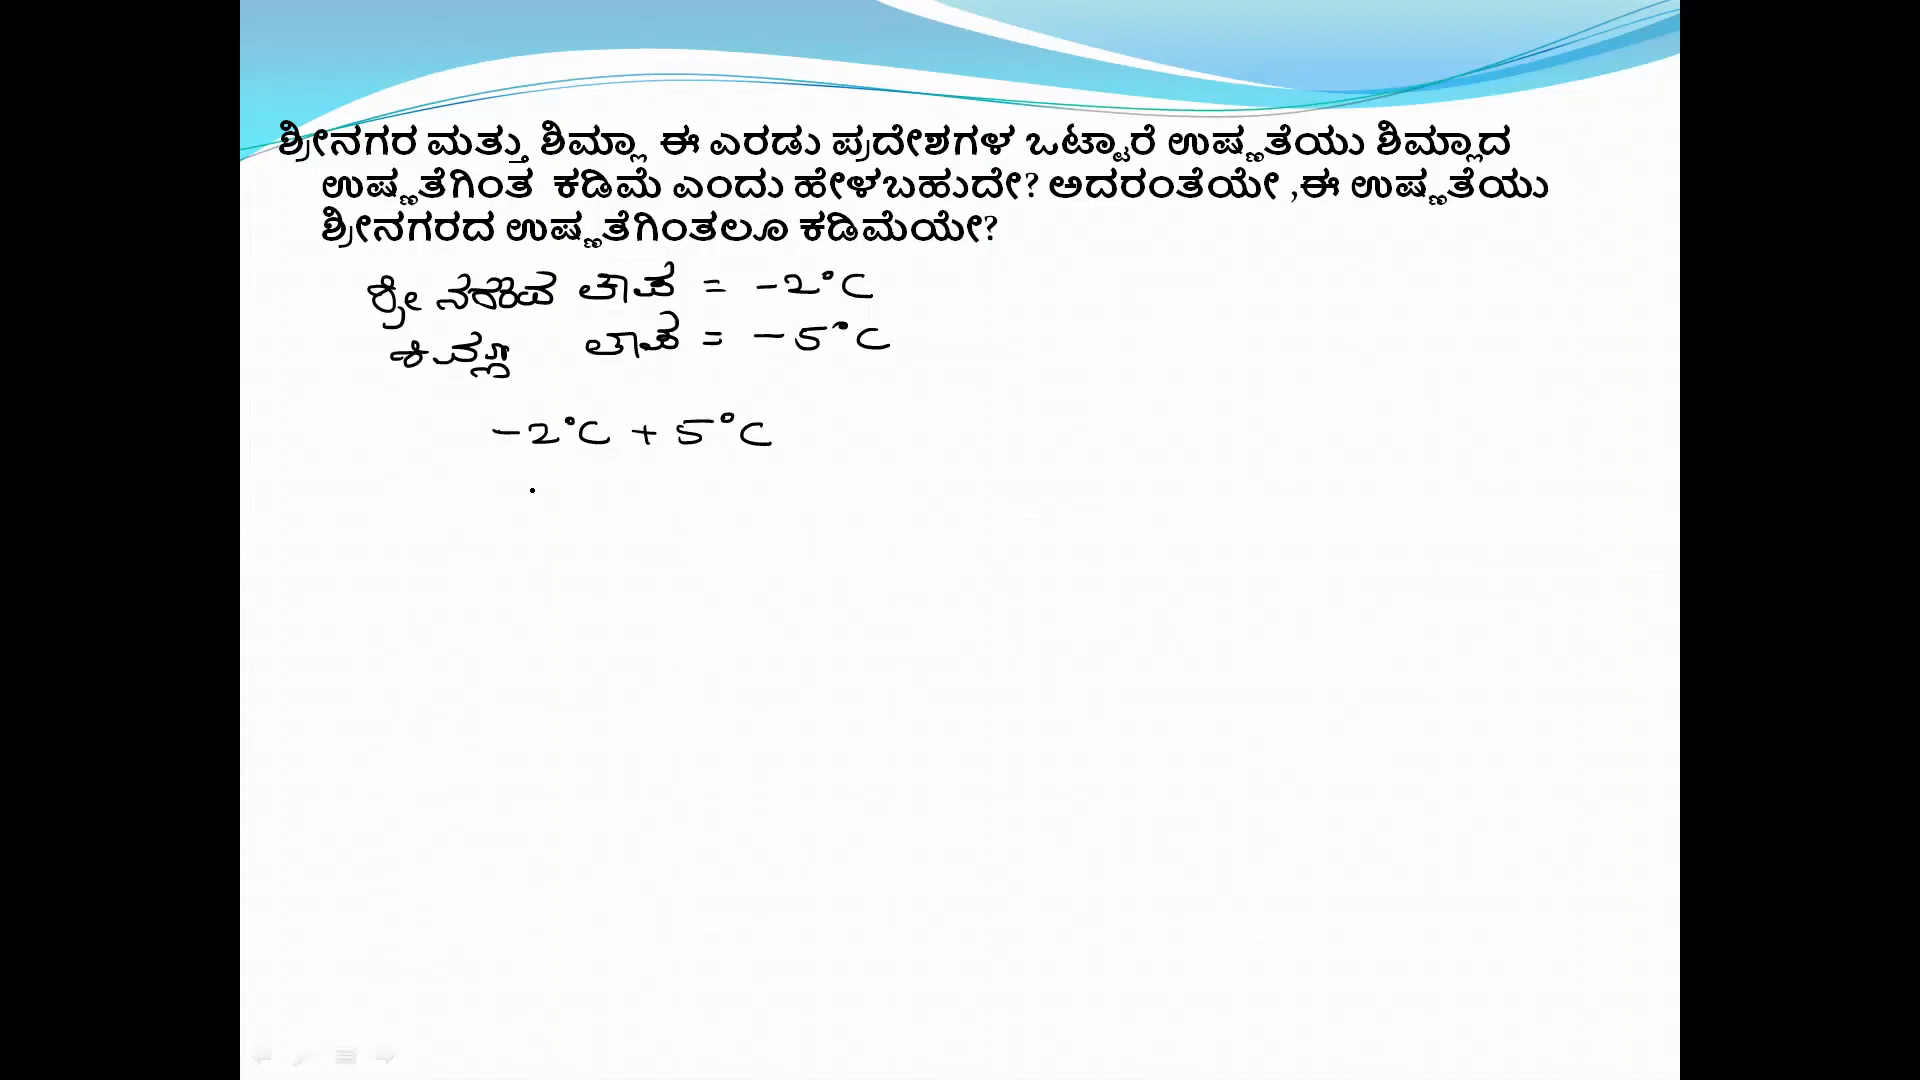 ಶ್ರೀನಗರ ಮತ್ತು ಶಿಮ್ಲಾ ಈ ಎರಡು ಪ್ರದೇಶಗಳ ಒಟ್ಟಾರೆ ಉಷ್ಣತೆಯು ಶಿಮ್ಲಾದ
ಉಷ್ಣತೆಗಿಂತ ಕಡಿಮೆ ಎಂದು ಹೇಳಬಹುದೇ? ಅದರಂತೆಯೇ ,ಈ ಉಷ್ಣತೆಯು
ಶ್ರೀನಗರದ ಉಷ್ಣತೆಗಿಂತಲೂ ಕಡಿಮೆಯೇ?
ತಾಪ = -2°C
ಶಿಮ್ಲಾ ತಾಪ = -5°C
-2°C + 5°C